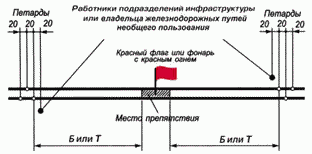 Работники подразделений инфраструктуры
или владельца железнодорожных путей
необщего пользования
Петарды
20 20 20
Петарды
20 20 20
Красный флаг или фонарь
с красным огнём
Место препятствия
Б или Т
Б или Т